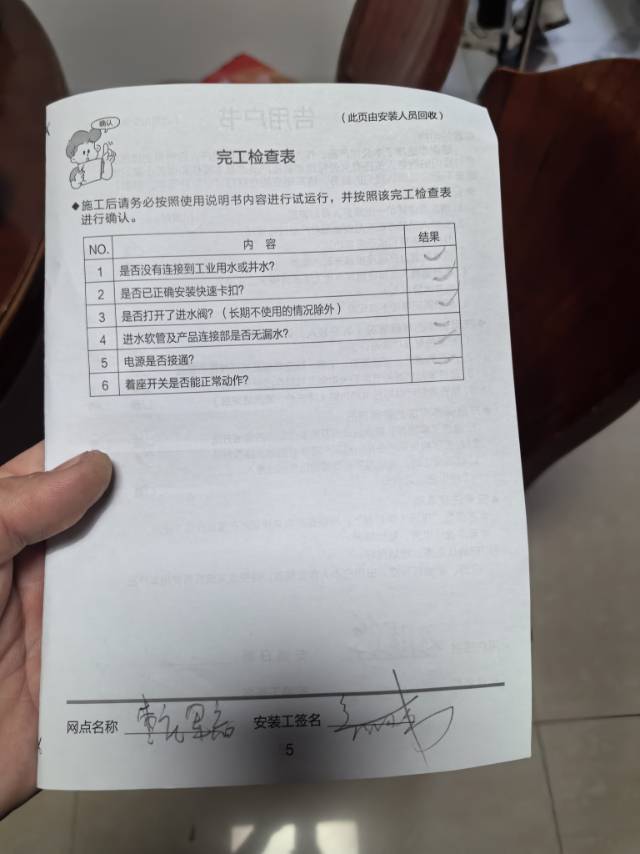 （此页由安装人员回收）
确认
完工检查表
◆施工后请务必按照使用说明书内容进行试运行，并按照该完工检查表
进行确认。
NO. 内 容 结果
1 是否没有连接到工业用水或井水？ ✓
2 是否已正确安装快速卡扣？ ✓
3 是否打开了进水阀？（长期不使用的情况除外） ✓
4 进水软管及产品连接部是否无漏水？ ✓
5 电源是否接通？ ✓
6 着座开关是否能正常动作？ ✓
网点名称 安装工签名
5